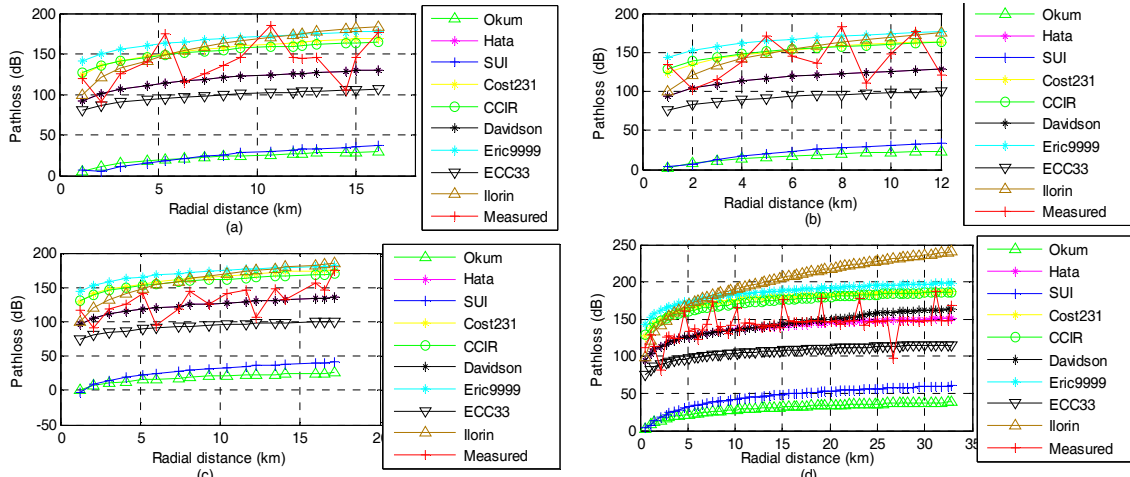 Pathloss (dB)
200
150
100
50
0
0
5
10
15
Radial distance (km)
(a)
Okum
Hata
SUI
Cost231
CCIR
Davidson
Eric9999
ECC33
Ilorin
Measured
Pathloss (dB)
200
150
100
50
0
0
2
4
6
8
10
12
Radial distance (km)
(b)
Okum
Hata
SUI
Cost231
CCIR
Davidson
Eric9999
ECC33
Ilorin
Measured
Pathloss (dB)
200
150
100
50
0
-50
0
5
10
15
20
Radial distance (km)
(c)
Okum
Hata
SUI
Cost231
CCIR
Davidson
Eric9999
ECC33
Ilorin
Measured
Pathloss (dB)
250
200
150
100
50
0
0
5
10
15
20
25
30
33
Radial distance (km)
(d)
Okum
Hata
SUI
Cost231
CCIR
Davidson
Eric9999
ECC33
Ilorin
Measured